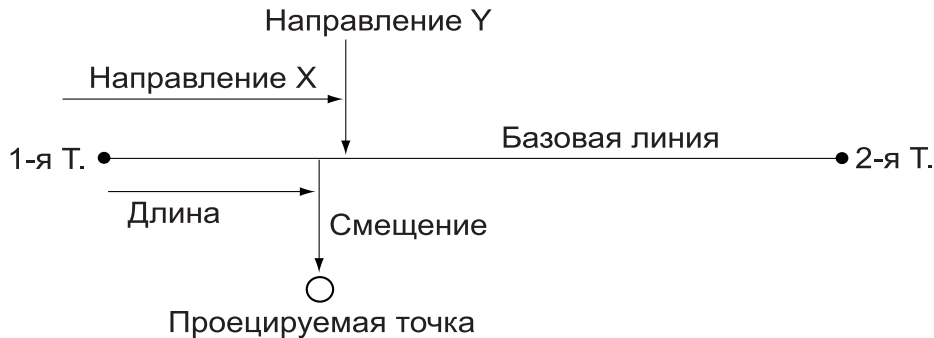 Направление Y
Направление X
Базовая линия
1-я Т.
2-я Т.
Длина
Смещение
Проецируемая точка